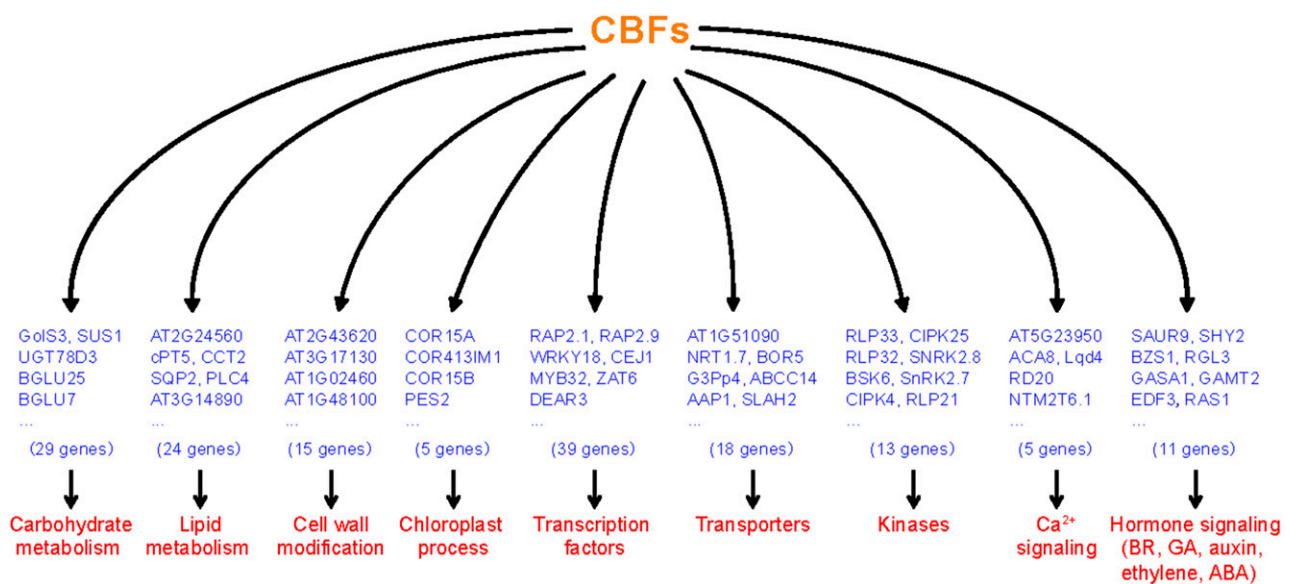 CBFs
GolS3, SUS1
UGT78D3
BGLU25
BGLU7
...
(29 genes)
Carbohydrate
metabolism
AT2G24560
cPT5, CCT2
SQP2, PLC4
AT3G14890
...
(24 genes)
Lipid
metabolism
AT2G43620
AT3G17130
AT1G02460
AT1G48100
...
(15 genes)
Cell wall
modification
COR15A
COR413IM1
COR15B
PES2
...
(5 genes)
Chloroplast
process
RAP2.1, RAP2.9
WRKY18, CEJ1
MYB32, ZAT6
DEAR3
...
(39 genes)
Transcription
factors
AT1G51090
NRT1.7, BOR5
G3Pp4, ABCC14
AAP1, SLAH2
...
(18 genes)
Transporters
RLP33, CIPK25
RLP32, SNRK2.8
BSK6, SnRK2.7
CIPK4, RLP21
...
(13 genes)
Kinases
AT5G23950
ACA8, Lqd4
RD20
NTM2T6.1
...
(5 genes)
Ca²⁺
signaling
SAUR9, SHY2
BZS1, RGL3
GASA1, GAMT2
EDF3, RAS1
...
(11 genes)
Hormone signaling
(BR, GA, auxin,
ethylene, ABA)